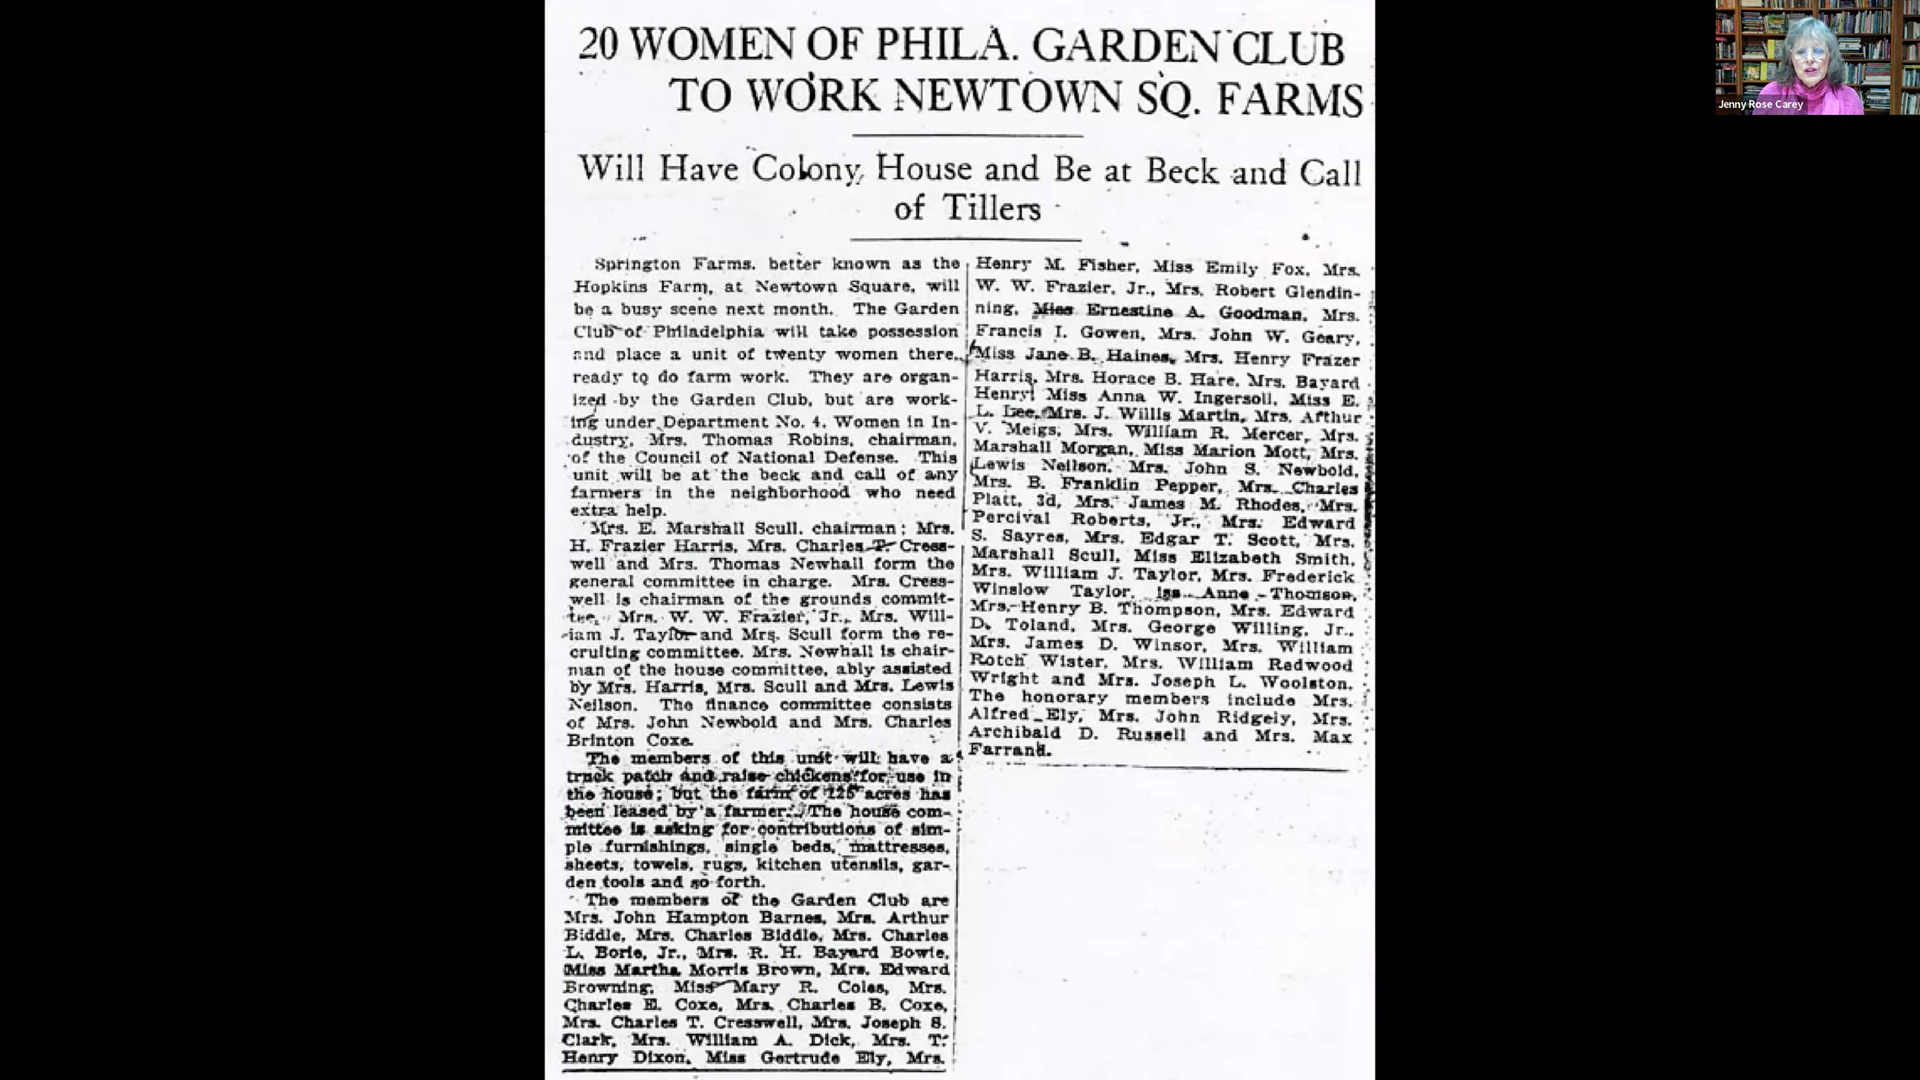 20 WOMEN OF PHILA. GARDEN CLUB
TO WORK NEWTOWN SQ. FARMS
Will Have Colony House and Be at Beck and Call
of Tillers
Springton Farms, better known as the
Hopkins Farm, at Newtown Square, will
be a busy scene next month. The Garden
Club of Philadelphia will take possession
and place a unit of twenty women there,
ready to do farm work. They are organ-
ized by the Garden Club, but are work-
ing under Department No. 4, Women in In-
dustry, Mrs. Thomas Robins, chairman,
of the Council of National Defense. This
unit will be at the beck and call of any
farmers in the neighborhood who need
extra help.
Mrs. E. Marshall Scull, chairman; Mrs.
H. Frazier Harris, Mrs. Charles T. Cress-
well and Mrs. Thomas Newhall form the
general committee in charge. Mrs. Cress-
well is chairman of the grounds commit-
tee. Mrs. W. W. Frazier, Jr., Mrs. Will-
iam J. Taylor and Mrs. Scull form the re-
cruiting committee. Mrs. Newhall is chair-
man of the house committee, ably assisted
by Mrs. Harris, Mrs. Scull and Mrs. Lewis
Neilson. The finance committee consists
of Mrs. John Newbold and Mrs. Charles
Brinton Coxe.
The members of this unit will have a
truck patch and raise chickens for use in
the house; but the farm of 225 acres has
been leased by a farmer. The house com-
mittee is asking for contributions of sim-
ple furnishings, single beds, mattresses,
sheets, towels, rugs, kitchen utensils, gar-
den tools and so forth.
The members of the Garden Club are
Mrs. John Hampton Barnes, Mrs. Arthur
Biddle, Mrs. Charles Biddle, Mrs. Charles
L. Borie, Jr., Mrs. R. H. Bayard Bowie,
Miss Martha Morris Brown, Mrs. Edward
Browning, Miss Mary R. Coles, Mrs.
Charles E. Coxe, Mrs. Charles B. Coxe,
Mrs. Charles T. Cresswell, Mrs. Joseph S.
Clark, Mrs. William A. Dick, Mrs. T.
Henry Dixon, Miss Gertrude Ely, Mrs.
Henry M. Fisher, Miss Emily Fox, Mrs.
W. W. Frazier, Jr., Mrs. Robert Glendin-
ning, Miss Ernestine A. Goodman, Mrs.
Francis I. Gowen, Mrs. John W. Geary,
Miss Jane B. Haines, Mrs. Henry Frazer
Harris, Mrs. Horace B. Hare, Mrs. Bayard
Henry, Miss Anna W. Ingersoll, Miss E.
L. Lee, Mrs. J. Willis Martin, Mrs. Arthur
V. Meigs, Mrs. William R. Mercer, Mrs.
Marshall Morgan, Miss Marion Mott, Mrs.
Lewis Neilson, Mrs. John S. Newbold,
Mrs. B. Franklin Pepper, Mrs. Charles
Platt, 3d, Mrs. James M. Rhodes, Mrs.
Percival Roberts, Jr., Mrs. Edward
S. Sayres, Mrs. Edgar T. Scott, Mrs.
Marshall Scull, Miss Elizabeth Smith,
Mrs. William J. Taylor, Mrs. Frederick
Winslow Taylor, iss Anne Thomson,
Mrs. Henry B. Thompson, Mrs. Edward
D. Toland, Mrs. George Willing, Jr.,
Mrs. James D. Winsor, Mrs. William
Rotch Wister, Mrs. William Redwood
Wright and Mrs. Joseph L. Woolston.
The honorary members include Mrs.
Alfred Ely, Mrs. John Ridgely, Mrs.
Archibald D. Russell and Mrs. Max
Farrand.
Jenny Rose Carey